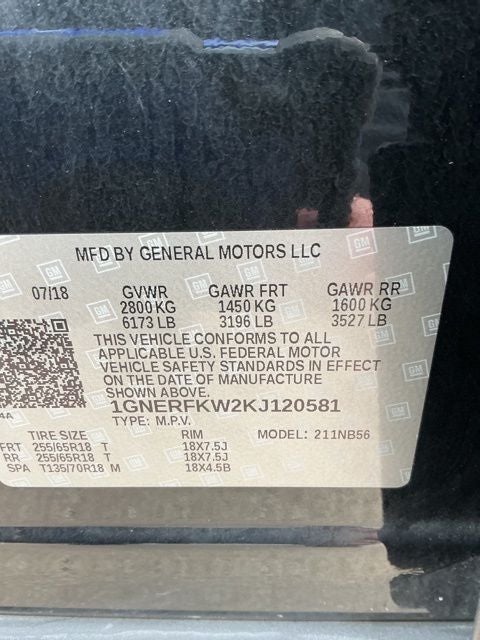 MFD BY GENERAL MOTORS LLC
07/18 GVWR GAWR FRT GAWR RR
2800 KG 1450 KG 1600 KG
6173 LB 3196 LB 3527 LB
THIS VEHICLE CONFORMS TO ALL
APPLICABLE U.S. FEDERAL MOTOR
VEHICLE SAFETY STANDARDS IN EFFECT
ON THE DATE OF MANUFACTURE
SHOWN ABOVE.
1GNERFKW2KJ120581
TYPE: M.P.V. MODEL: 211NB56
TIRE SIZE RIM
FRT 255/65R18 T 18X7.5J
RR 255/65R18 T 18X7.5J
SPA T135/70R18 M 18X4.5B